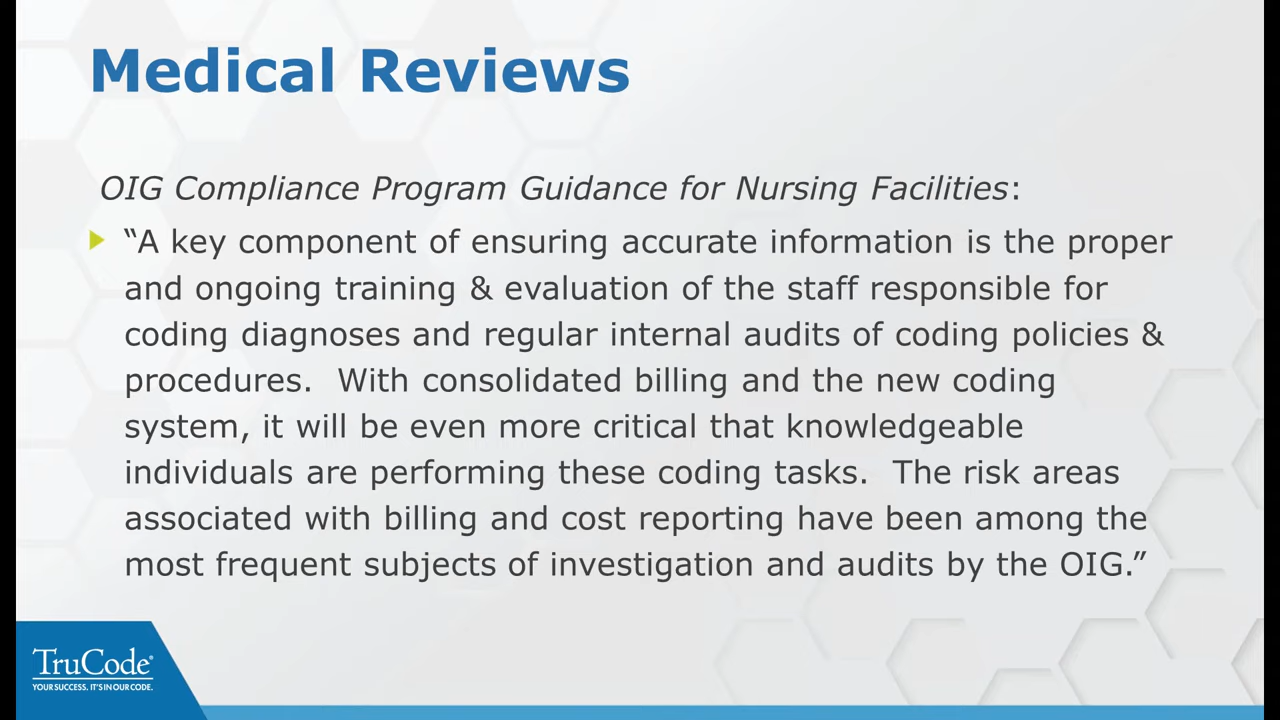 Medical Reviews
OIG Compliance Program Guidance for Nursing Facilities:
“A key component of ensuring accurate information is the proper
and ongoing training & evaluation of the staff responsible for
coding diagnoses and regular internal audits of coding policies &
procedures.  With consolidated billing and the new coding
system, it will be even more critical that knowledgeable
individuals are performing these coding tasks.  The risk areas
associated with billing and cost reporting have been among the
most frequent subjects of investigation and audits by the OIG.”
TruCode®
YOUR SUCCESS. IT'S IN OUR CODE.